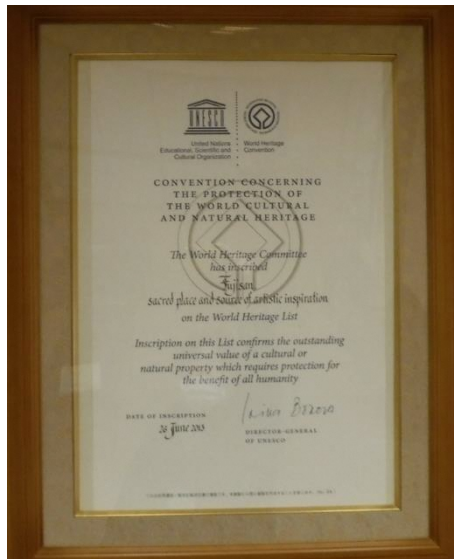 UNESCO
United Nations
Educational, Scientific and
Cultural Organization
World Heritage
Convention
CONVENTION CONCERNING
THE PROTECTION OF
THE WORLD CULTURAL
AND NATURAL HERITAGE
The World Heritage Committee
has inscribed
Fujisan,
sacred place and source of artistic inspiration
on the World Heritage List
Inscription on this List confirms the outstanding
universal value of a cultural or
natural property which requires protection for
the benefit of all humanity
DATE OF INSCRIPTION
26 June 2013
Irina Bokova
DIRECTOR-GENERAL
OF UNESCO